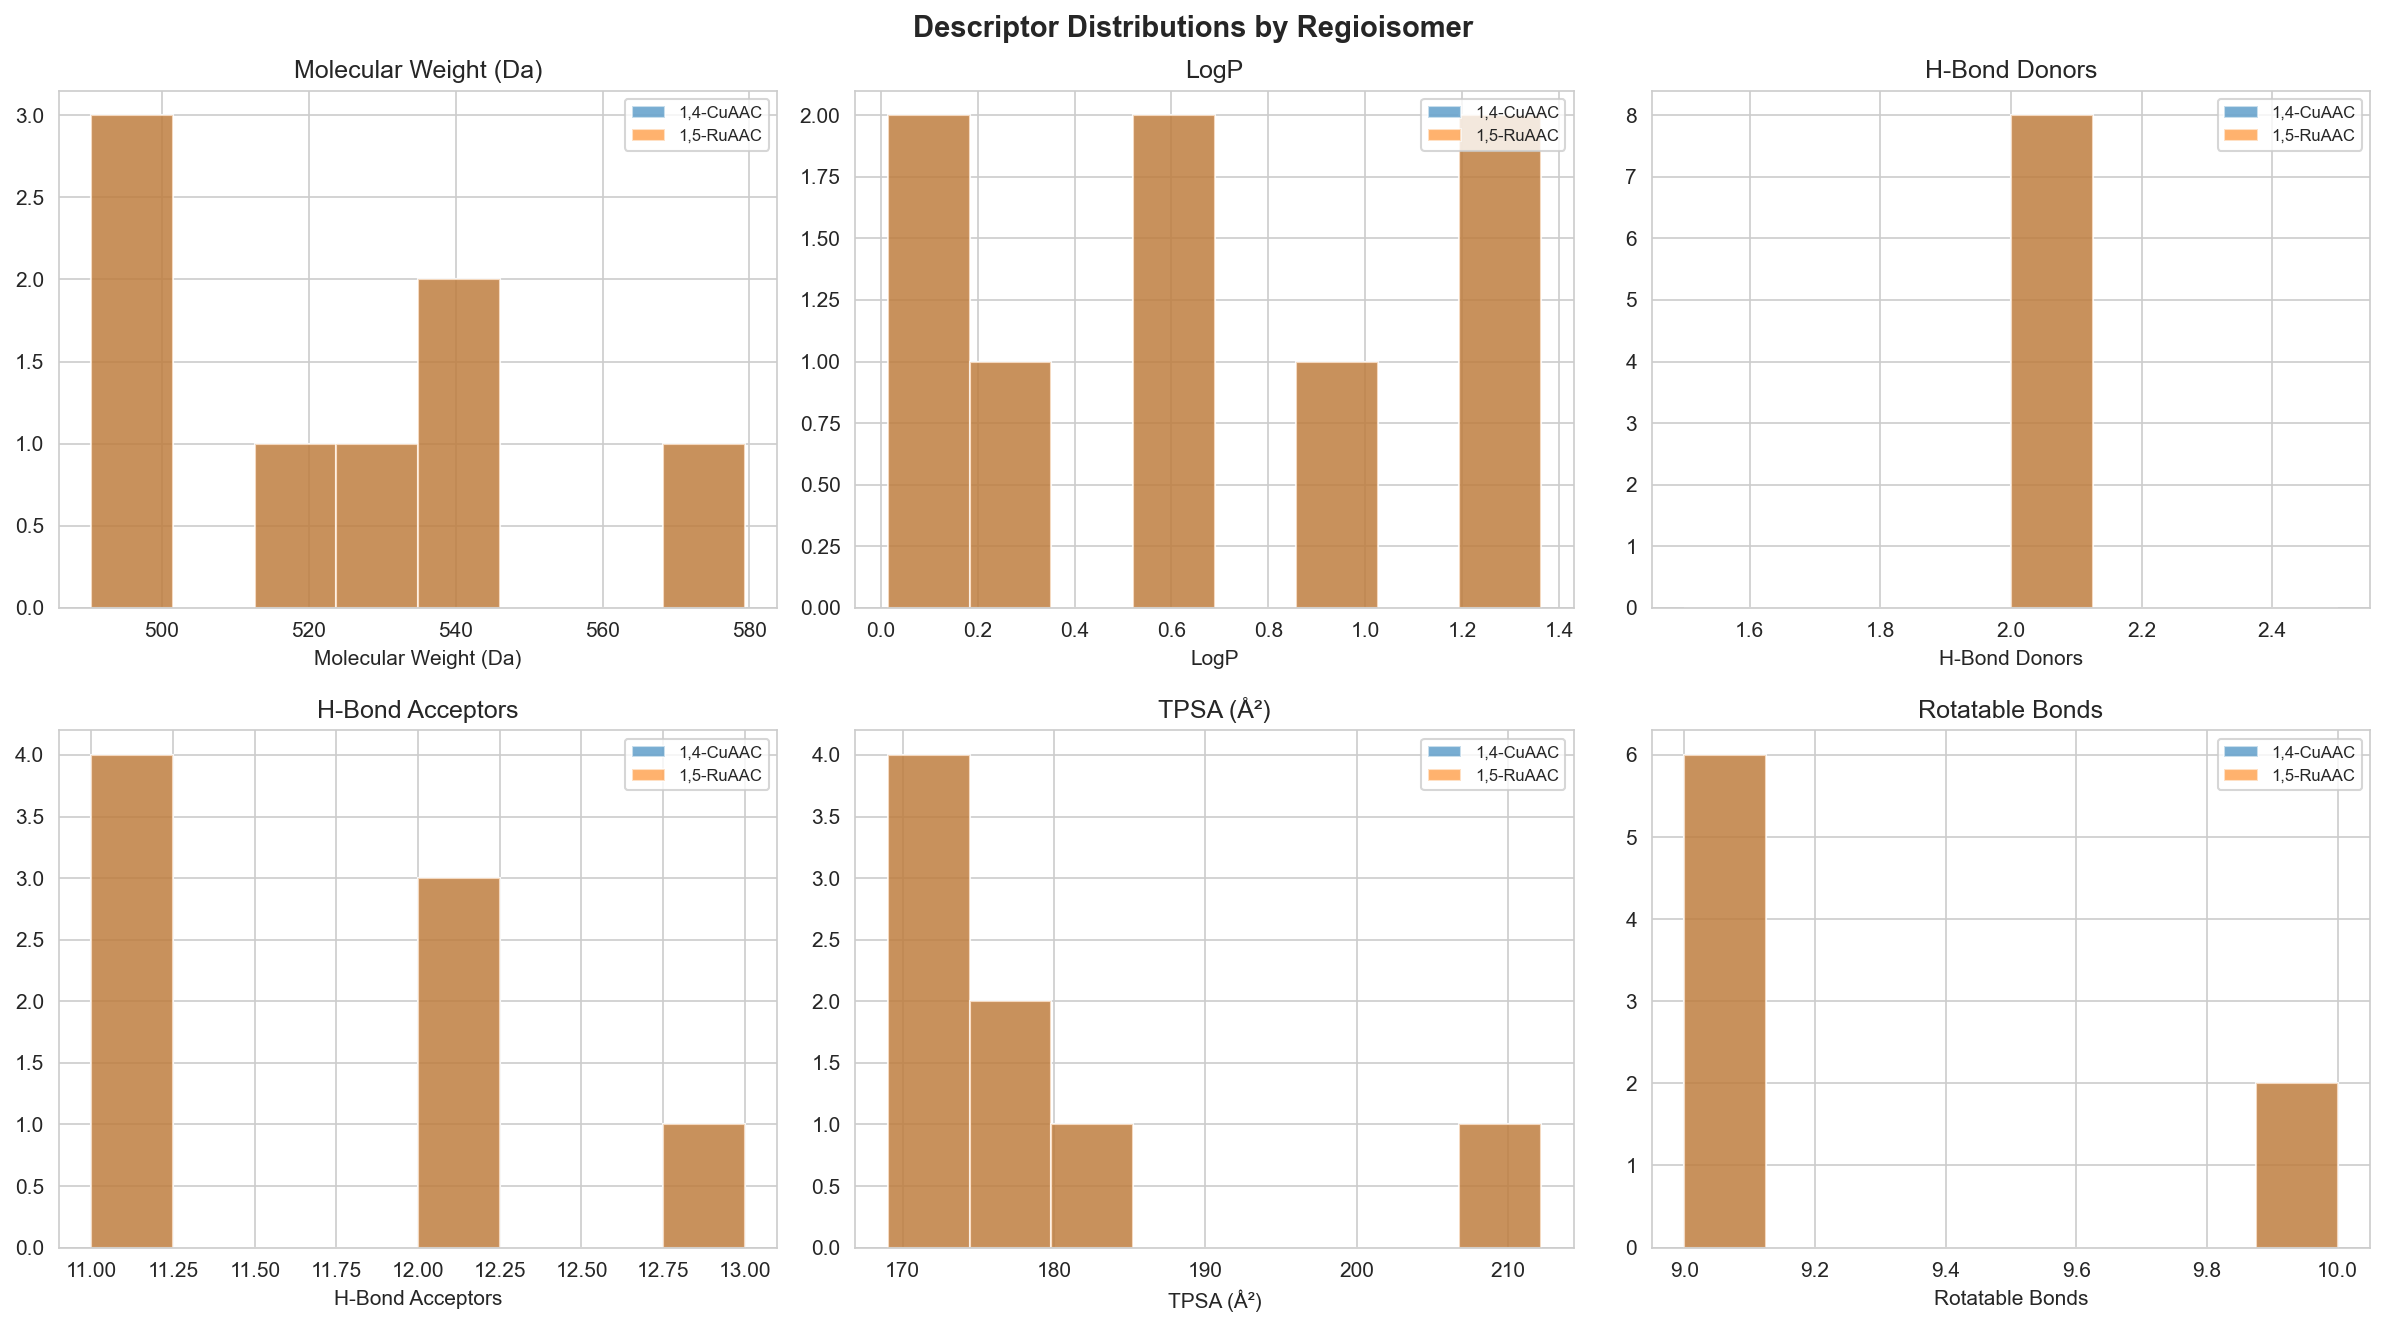 Descriptor Distributions by Regioisomer
Molecular Weight (Da)
3.0
2.5
2.0
1.5
1.0
0.5
0.0
1,4-CuAAC
1,5-RuAAC
500 520 540 560 580
Molecular Weight (Da)
LogP
2.00
1.75
1.50
1.25
1.00
0.75
0.50
0.25
0.00
1,4-CuAAC
1,5-RuAAC
0.0 0.2 0.4 0.6 0.8 1.0 1.2 1.4
LogP
H-Bond Donors
8
7
6
5
4
3
2
1
0
1,4-CuAAC
1,5-RuAAC
1.6 1.8 2.0 2.2 2.4
H-Bond Donors
H-Bond Acceptors
4.0
3.5
3.0
2.5
2.0
1.5
1.0
0.5
0.0
1,4-CuAAC
1,5-RuAAC
11.00 11.25 11.50 11.75 12.00 12.25 12.50 12.75 13.00
H-Bond Acceptors
TPSA (Å²)
4.0
3.5
3.0
2.5
2.0
1.5
1.0
0.5
0.0
1,4-CuAAC
1,5-RuAAC
170 180 190 200 210
TPSA (Å²)
Rotatable Bonds
6
5
4
3
2
1
0
1,4-CuAAC
1,5-RuAAC
9.0 9.2 9.4 9.6 9.8 10.0
Rotatable Bonds